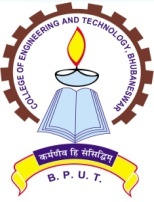 COLLEGE OF ENGINEERING AND TECHNOLOGY, BHUBANESWAR
कर्मणैव हि संसिद्धिम्
B. P. U. T.